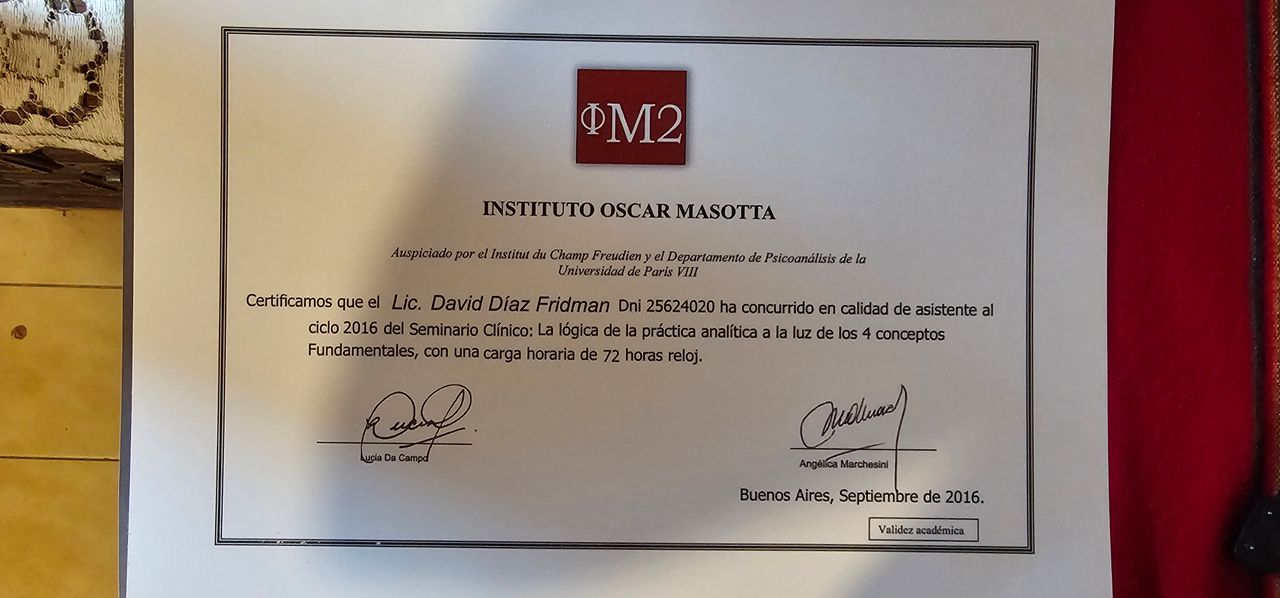 ΦM2
INSTITUTO OSCAR MASOTTA
Auspiciado por el Institut du Champ Freudien y el Departamento de Psicoanálisis de la
Universidad de París VIII
Certificamos que el Lic. David Díaz Fridman Dni 25624020 ha concurrido en calidad de asistente al
ciclo 2016 del Seminario Clínico: La lógica de la práctica analítica a la luz de los 4 conceptos
Fundamentales, con una carga horaria de 72 horas reloj.
Lucía Da Campo
Angélica Marchesini
Buenos Aires, Septiembre de 2016.
Validez académica